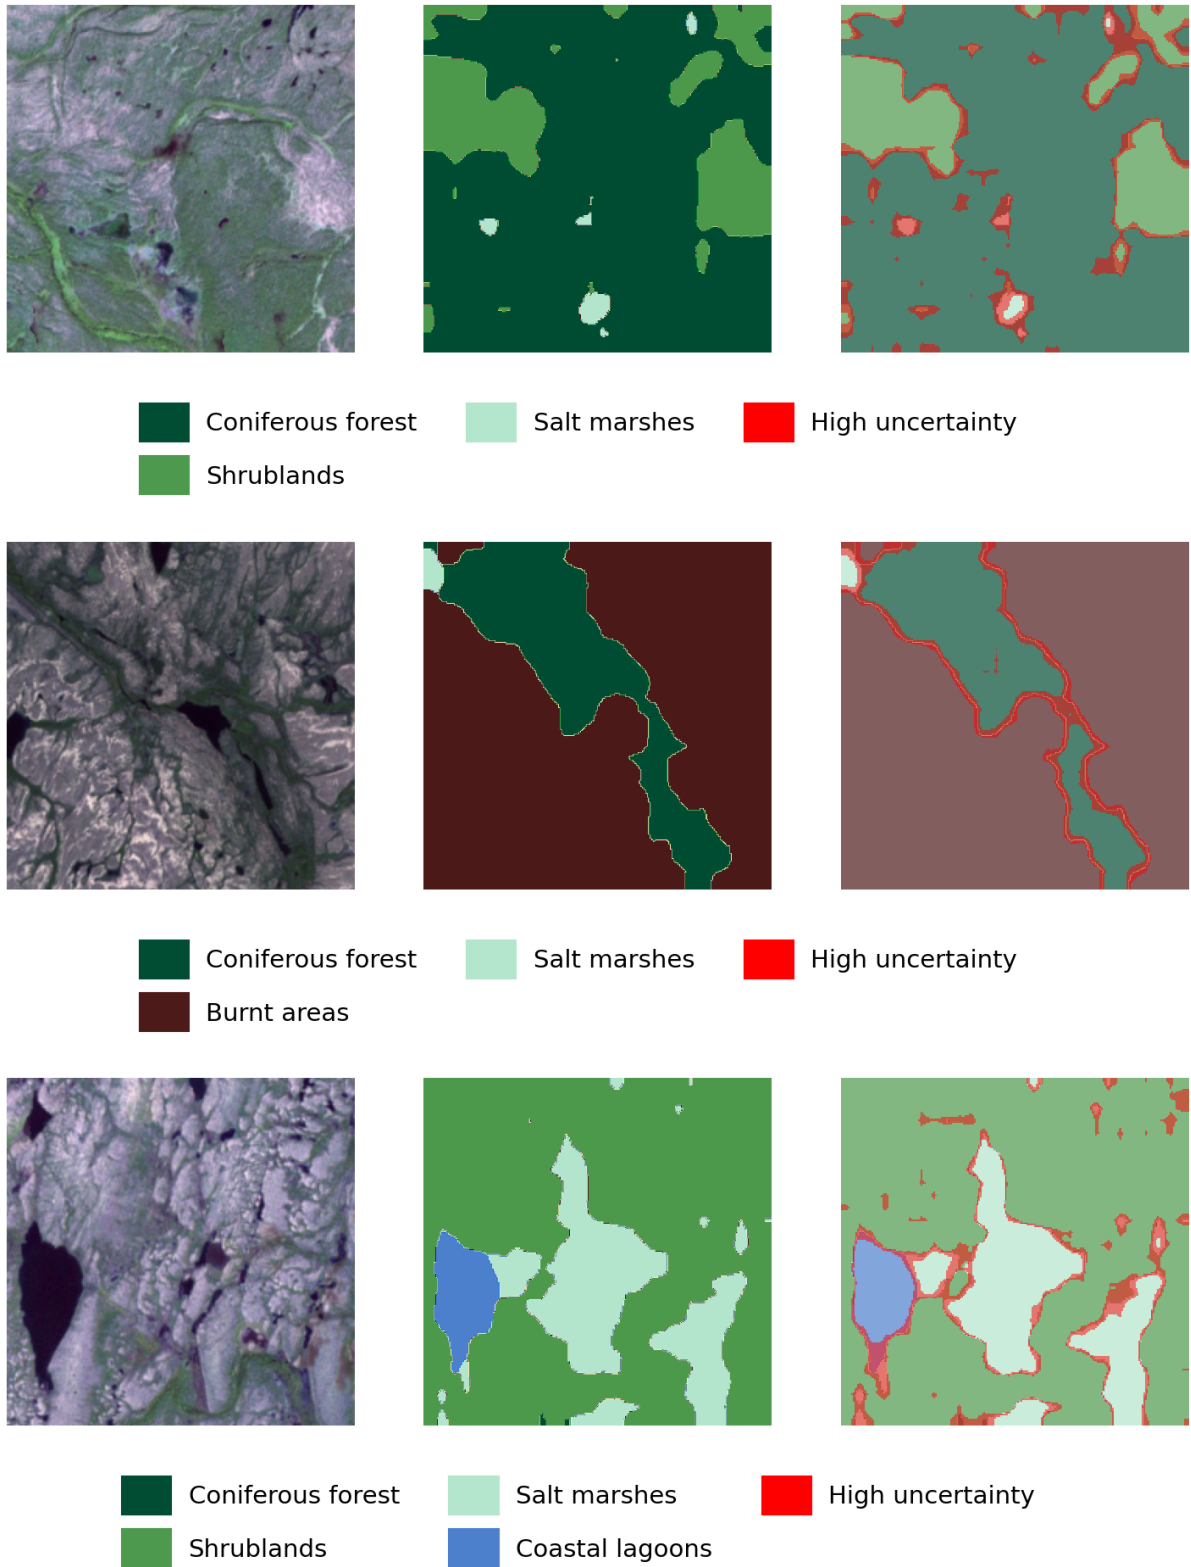 Coniferous forest Salt marshes High uncertainty
Shrublands
Coniferous forest Salt marshes High uncertainty
Burnt areas
Coniferous forest Salt marshes High uncertainty
Shrublands Coastal lagoons